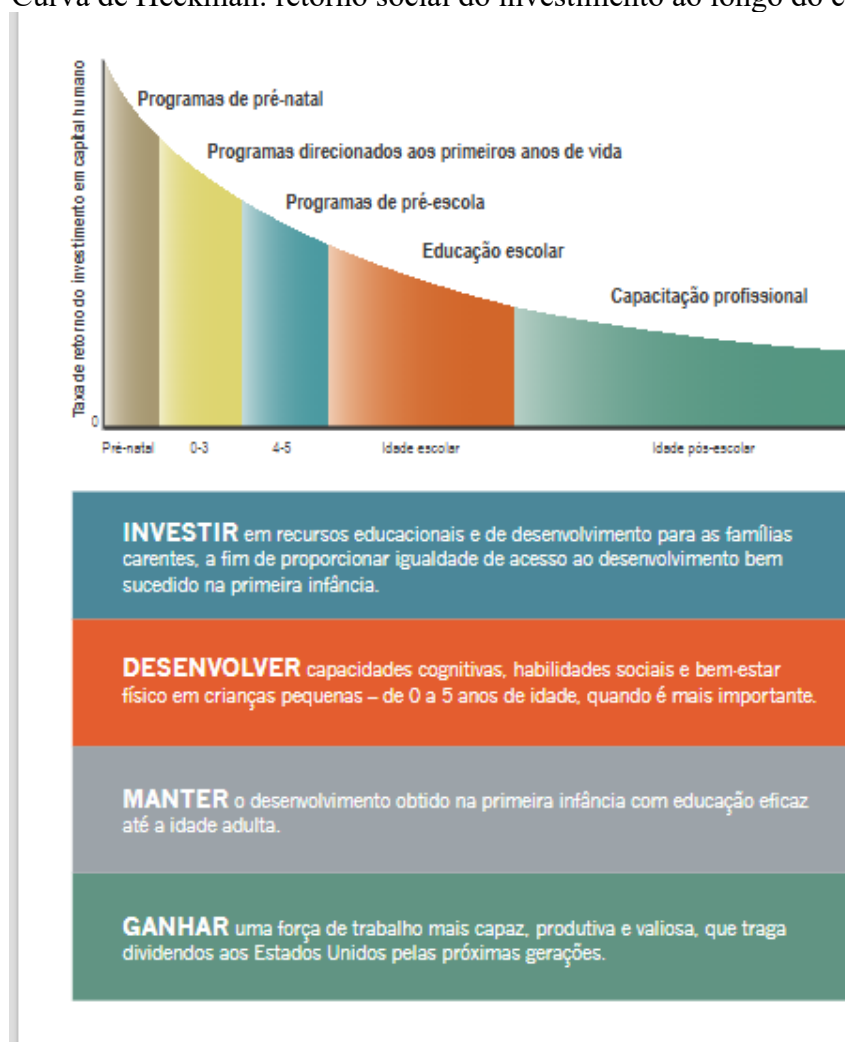 Curva de Heckman: retorno social do investimento ao longo do c
Taxa de retorno do investimento em capital humano
Programas de pré-natal
Programas direcionados aos primeiros anos de vida
Programas de pré-escola
Educação escolar
Capacitação profissional
0
Pré-natal 0-3 4-5 Idade escolar Idade pós-escolar
INVESTIR em recursos educacionais e de desenvolvimento para as famílias
carentes, a fim de proporcionar igualdade de acesso ao desenvolvimento bem
sucedido na primeira infância.
DESENVOLVER capacidades cognitivas, habilidades sociais e bem-estar
físico em crianças pequenas – de 0 a 5 anos de idade, quando é mais importante.
MANTER o desenvolvimento obtido na primeira infância com educação eficaz
até a idade adulta.
GANHAR uma força de trabalho mais capaz, produtiva e valiosa, que traga
dividendos aos Estados Unidos pelas próximas gerações.